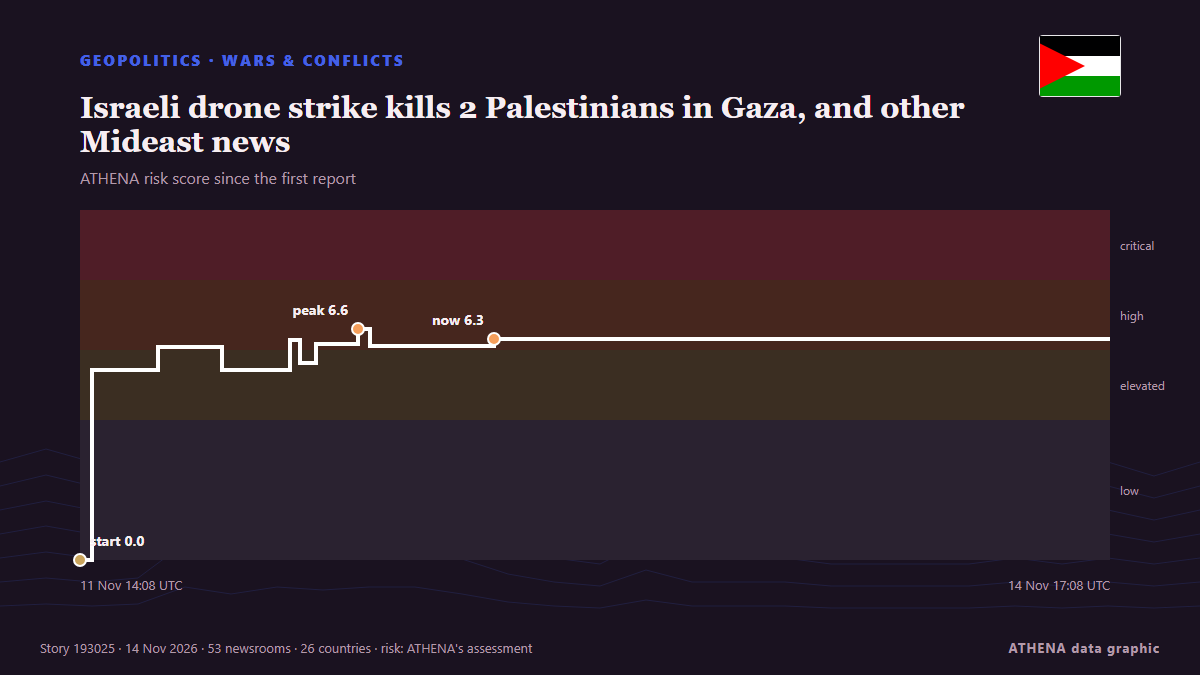 GEOPOLITICS · WARS & CONFLICTS
Israeli drone strike kills 2 Palestinians in Gaza, and other
Mideast news
ATHENA risk score since the first report
critical
peak 6.6
high
now 6.3
elevated
low
start 0.0
11 Nov 14:08 UTC
14 Nov 17:08 UTC
Story 193025 · 14 Nov 2026 · 53 newsrooms · 26 countries · risk: ATHENA's assessment
ATHENA data graphic